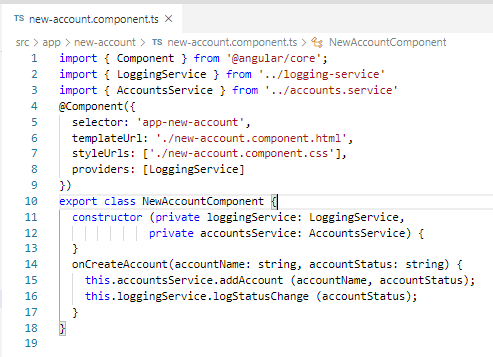 TS new-account.component.ts ×
src > app > new-account > TS new-account.component.ts > NewAccountComponent
1 import { Component } from '@angular/core';
2 import { LoggingService } from '../logging-service'
3 import { AccountsService } from '../accounts.service'
4 @Component({
5 selector: 'app-new-account',
6 templateUrl: './new-account.component.html',
7 styleUrls: ['./new-account.component.css'],
8 providers: [LoggingService]
9 })
10 export class NewAccountComponent {
11 constructor (private loggingService: LoggingService,
12 private accountsService: AccountsService) {
13 }
14 onCreateAccount(accountName: string, accountStatus: string) {
15 this.accountsService.addAccount (accountName, accountStatus);
16 this.loggingService.logStatusChange (accountStatus);
17 }
18 }
19